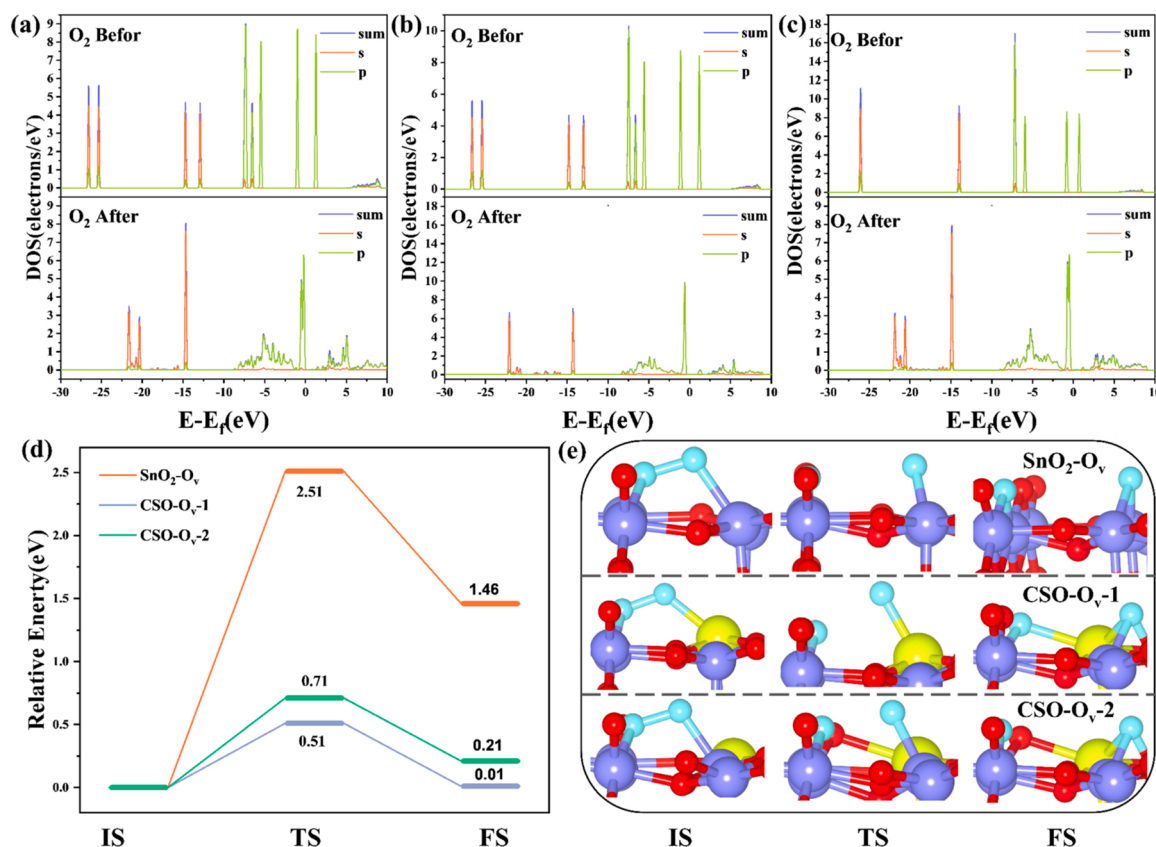 (a)
O2 Befor
sum
s
p
9
8
7
6
5
4
3
2
1
0
O2 After
sum
s
p
9
8
7
6
5
4
3
2
1
0
-30 -25 -20 -15 -10 -5 0 5 10
DOS(electrons/eV)
E-Ef(eV)
(b)
O2 Befor
sum
s
p
10
8
6
4
2
0
O2 After
sum
s
p
16
14
12
10
8
6
4
2
0
-30 -20 -10 0 10
DOS(electrons/eV)
E-Ef(eV)
(c)
O2 Befor
sum
s
p
18
16
14
12
10
8
6
4
2
0
O2 After
sum
s
p
9
8
7
6
5
4
3
2
1
0
-30 -25 -20 -15 -10 -5 0 5 10
DOS(electrons/eV)
E-Ef(eV)
(d)
SnO2-Ov
CSO-Ov-1
CSO-Ov-2
Relative Enerty(eV)
2.5
2.0
1.5
1.0
0.5
0.0
2.51
1.46
0.71
0.51
0.21
0.01
IS TS FS
(e)
SnO2-Ov
CSO-Ov-1
CSO-Ov-2
IS TS FS